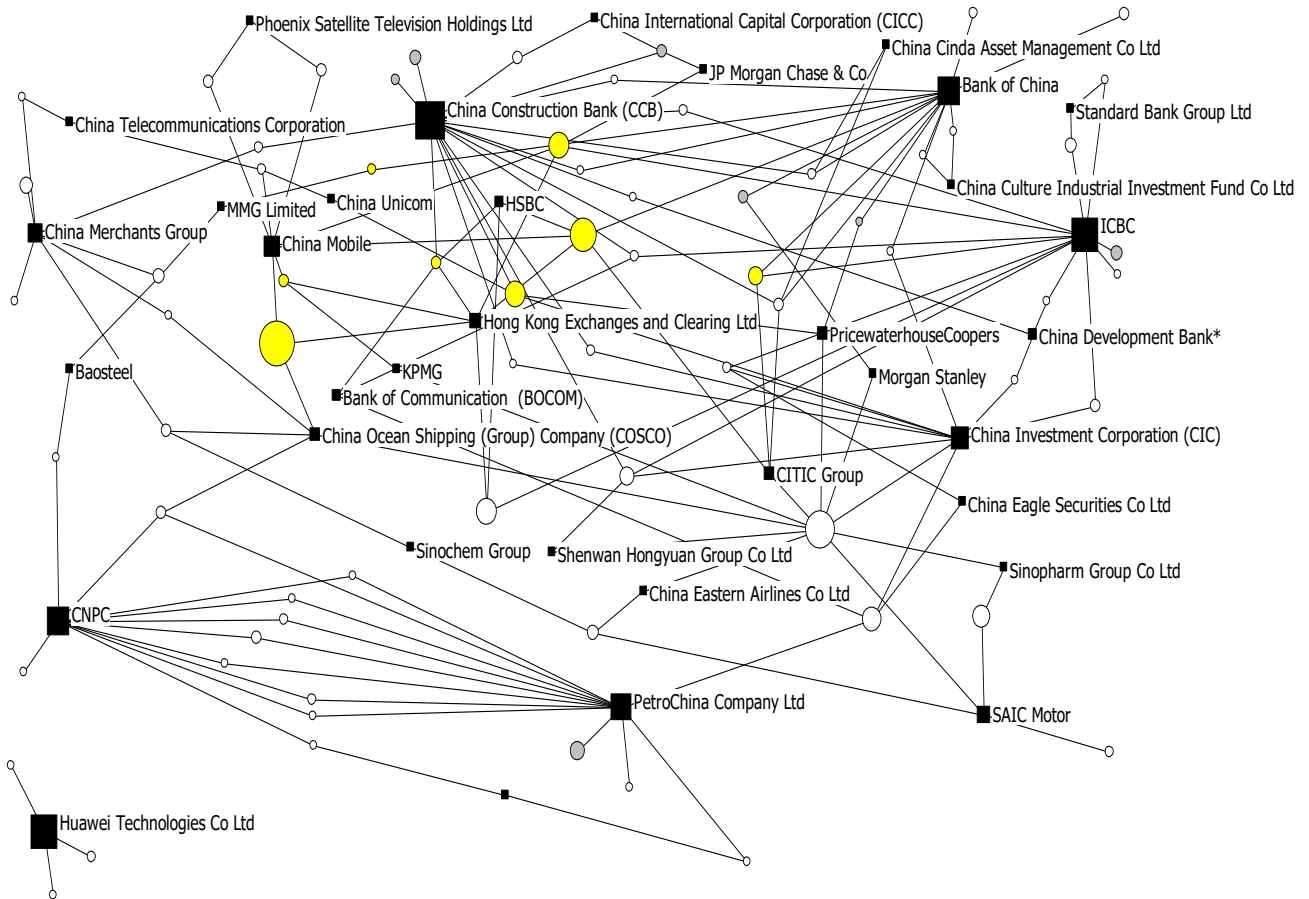 Phoenix Satellite Television Holdings Ltd
China International Capital Corporation (CICC)
China Cinda Asset Management Co Ltd
JP Morgan Chase & Co
Bank of China
China Construction Bank (CCB)
Standard Bank Group Ltd
China Telecommunications Corporation
China Culture Industrial Investment Fund Co Ltd
China Unicom
HSBC
MMG Limited
ICBC
China Merchants Group
China Mobile
Hong Kong Exchanges and Clearing Ltd
PricewaterhouseCoopers
China Development Bank*
Baosteel
KPMG
Morgan Stanley
Bank of Communication (BOCOM)
China Ocean Shipping (Group) Company (COSCO)
China Investment Corporation (CIC)
CITIC Group
China Eagle Securities Co Ltd
Sinochem Group
Shenwan Hongyuan Group Co Ltd
Sinopharm Group Co Ltd
China Eastern Airlines Co Ltd
CNPC
PetroChina Company Ltd
SAIC Motor
Huawei Technologies Co Ltd